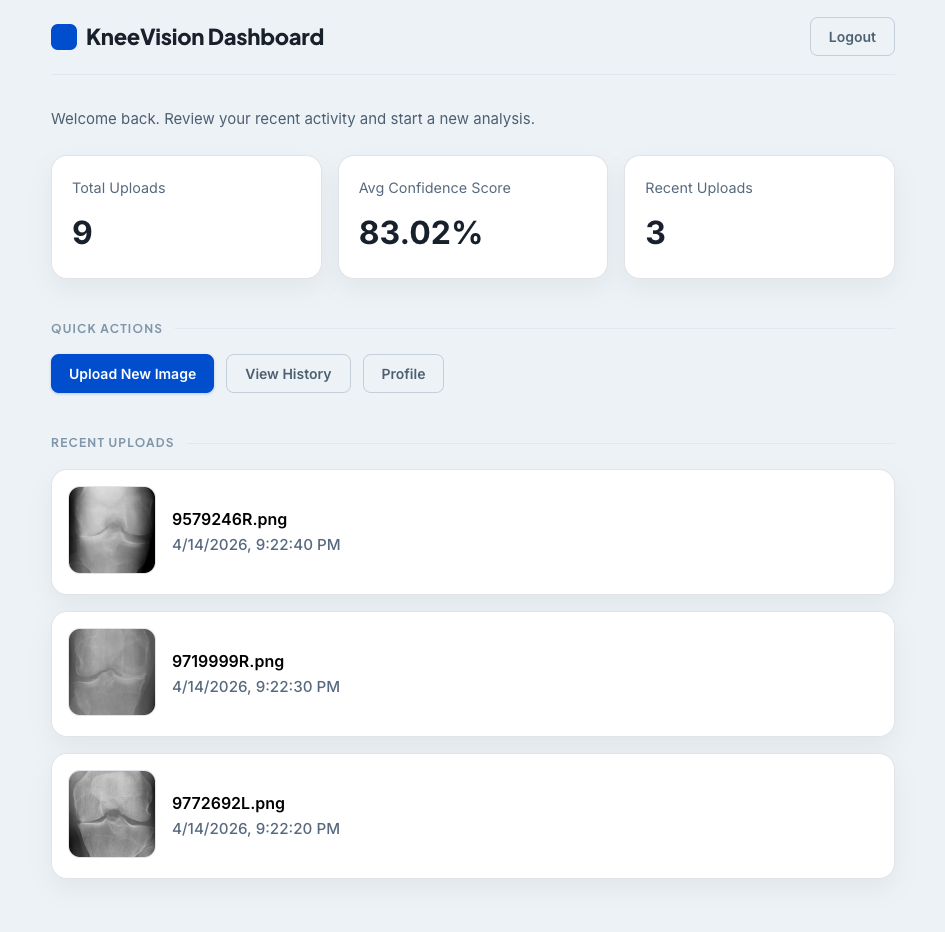 KneeVision Dashboard
Logout
Welcome back. Review your recent activity and start a new analysis.
Total Uploads
9
Avg Confidence Score
83.02%
Recent Uploads
3
QUICK ACTIONS
Upload New Image
View History
Profile
RECENT UPLOADS
9579246R.png
4/14/2026, 9:22:40 PM
9719999R.png
4/14/2026, 9:22:30 PM
9772692L.png
4/14/2026, 9:22:20 PM